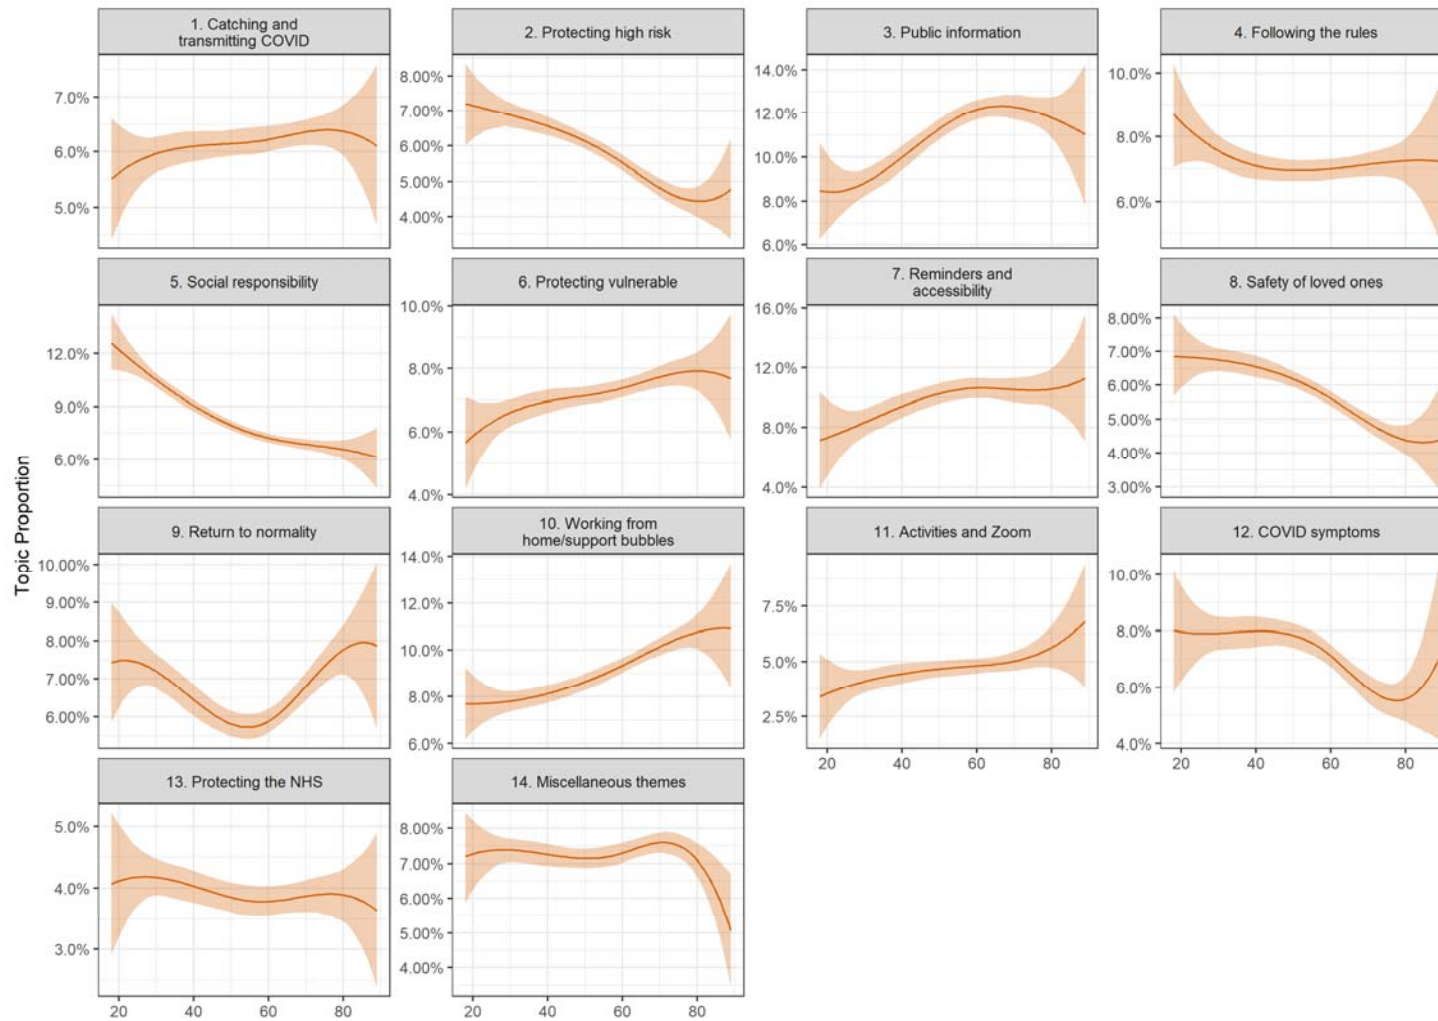 1. Catching and
transmitting COVID
2. Protecting high risk
3. Public information
4. Following the rules
7.0%
6.0%
5.0%
8.00%
7.00%
6.00%
5.00%
4.00%
14.0%
12.0%
10.0%
8.0%
6.0%
10.0%
8.0%
6.0%
5. Social responsibility
6. Protecting vulnerable
7. Reminders and
accessibility
8. Safety of loved ones
12.0%
9.0%
6.0%
10.0%
8.0%
6.0%
4.0%
16.0%
12.0%
8.0%
4.0%
8.00%
7.00%
6.00%
5.00%
4.00%
3.00%
Topic Proportion
9. Return to normality
10. Working from
home/support bubbles
11. Activities and Zoom
12. COVID symptoms
10.00%
9.00%
8.00%
7.00%
6.00%
14.0%
12.0%
10.0%
8.0%
6.0%
7.5%
5.0%
2.5%
10.0%
8.0%
6.0%
4.0%
20 40 60 80
20 40 60 80
13. Protecting the NHS
14. Miscellaneous themes
5.0%
4.0%
3.0%
8.00%
7.00%
6.00%
5.00%
4.00%
20 40 60 80
20 40 60 80